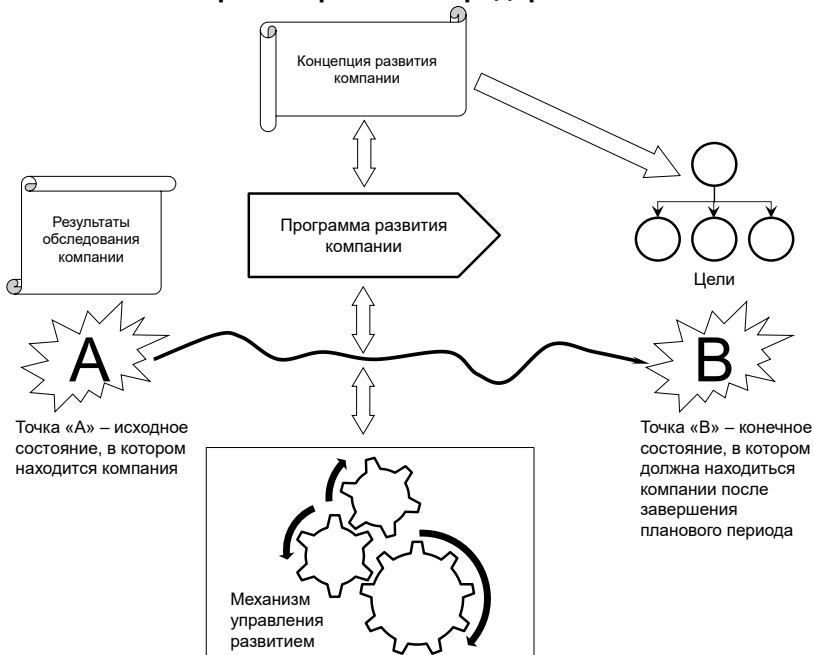 Концепция развития
компании
Результаты
обследования
компании
Программа развития
компании
Цели
A
B
Точка «А» – исходное
состояние, в котором
находится компания
Точка «В» – конечное
состояние, в котором
должна находиться
компании после
завершения
планового периода
Механизм
управления
развитием